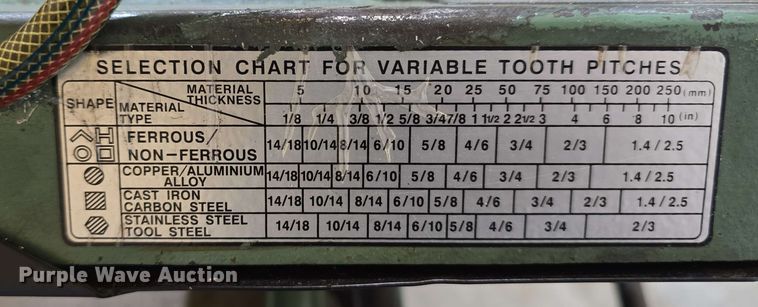 SELECTION CHART FOR VARIABLE TOOTH PITCHES
SHAPE MATERIAL THICKNESS 5 10 15 20 25 50 75 100 150 200 250 (mm)
MATERIAL TYPE 1/8 1/4 3/8 1/2 5/8 3/4 7/8 1 1 1/2 2 2 1/2 3 4 6 8 10 (in)
FERROUS/
NON-FERROUS 14/18 10/14 8/14 6/10 5/8 4/6 3/4 2/3 1.4 / 2.5
COPPER/ALUMINIUM
ALLOY 14/18 10/14 8/14 6/10 5/8 4/6 3/4 2/3 1.4 / 2.5
CAST IRON
CARBON STEEL 14/18 10/14 8/14 6/10 5/8 4/6 3/4 2/3 1.4 / 2.5
STAINLESS STEEL
TOOL STEEL 14/18 10/14 8/14 6/10 5/8 4/6 3/4 2/3
Purple Wave Auction